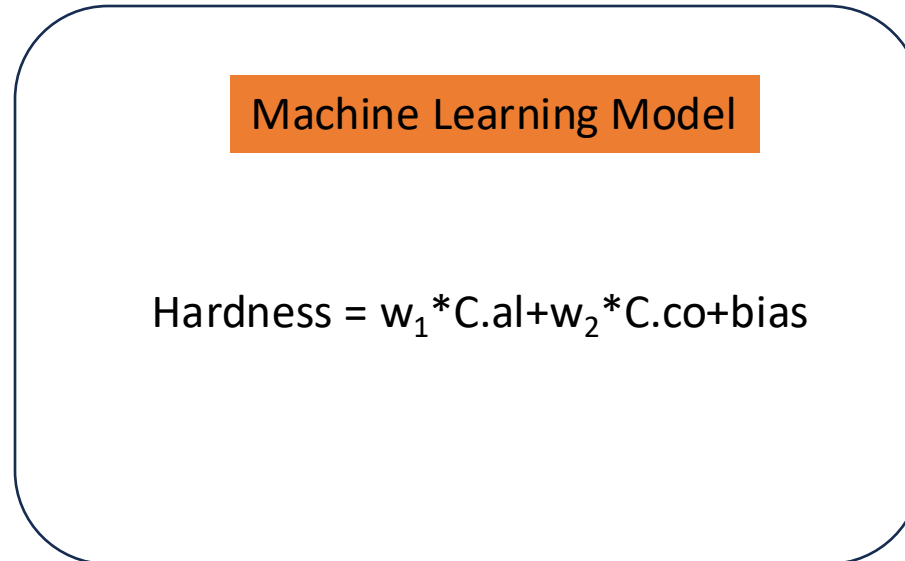 Machine Learning Model
Hardness = w₁*C.al+w₂*C.co+bias